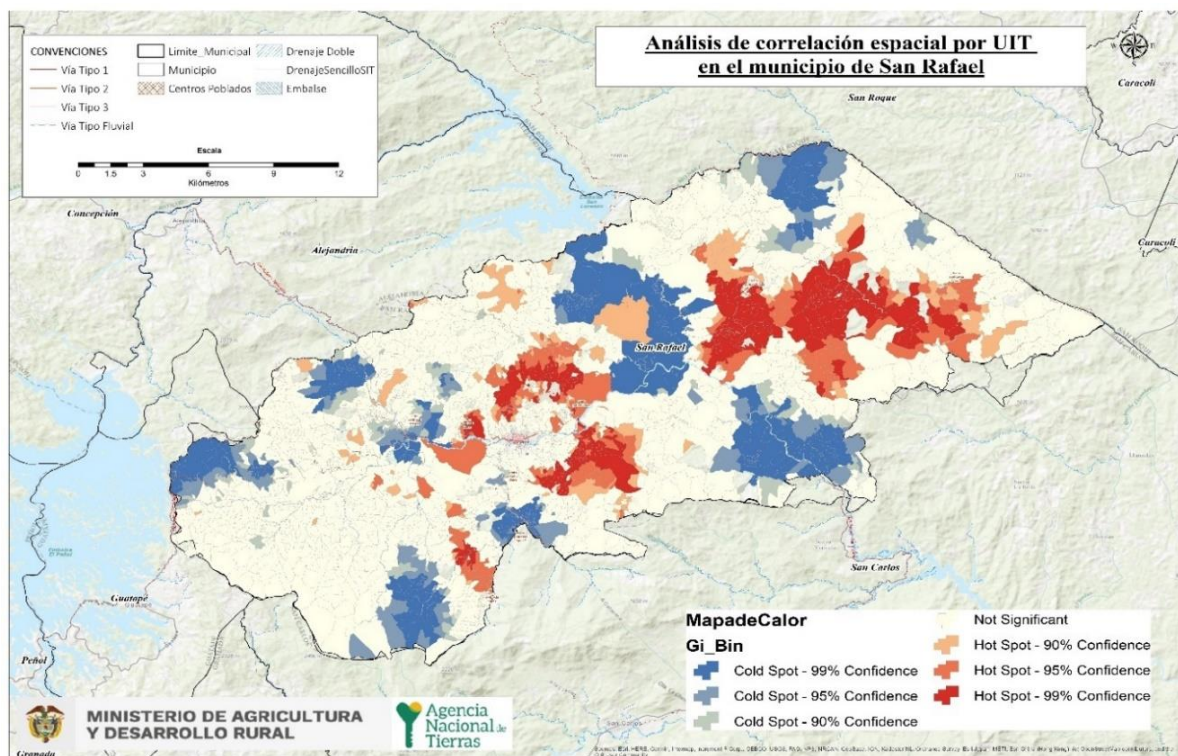 CONVENCIONES
Vía Tipo 1
Vía Tipo 2
Vía Tipo 3
Vía Tipo Fluvial
Limite_Municipal
Municipio
Centros Poblados
Drenaje Doble
DrenajeSencilloSIT
Embalse
Escala
0 1.5 3 6 9 12
Kilómetros
Análisis de correlación espacial por UIT
en el municipio de San Rafael
San Roque
Caracolí
Concepción
Alejandria
San Rafael
San Carlos
Guatapé
Peñol
Granada
MapadeCalor
Gi_Bin
Cold Spot - 99% Confidence
Cold Spot - 95% Confidence
Cold Spot - 90% Confidence
Not Significant
Hot Spot - 90% Confidence
Hot Spot - 95% Confidence
Hot Spot - 99% Confidence
MINISTERIO DE AGRICULTURA
Y DESARROLLO RURAL
Agencia
Nacional de
Tierras